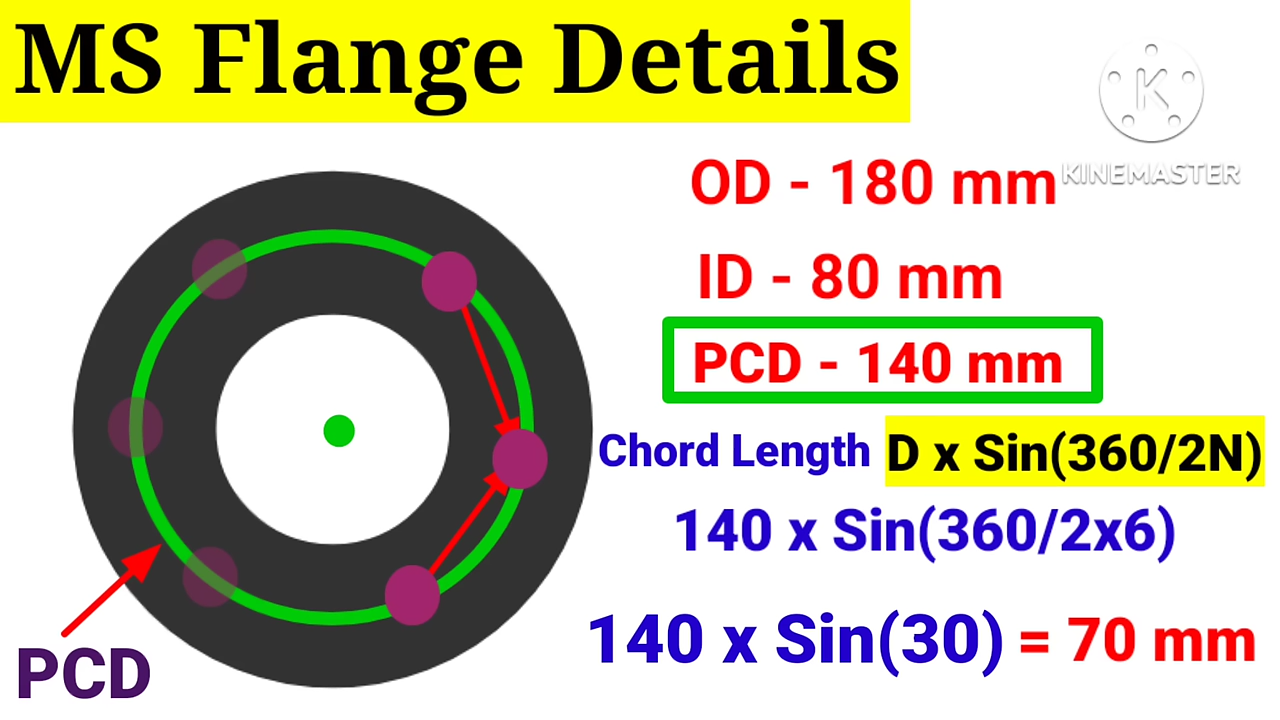 MS Flange Details
K
KINEMASTER
OD - 180 mm
ID - 80 mm
PCD - 140 mm
Chord Length D x Sin(360/2N)
140 x Sin(360/2x6)
140 x Sin(30) = 70 mm
PCD